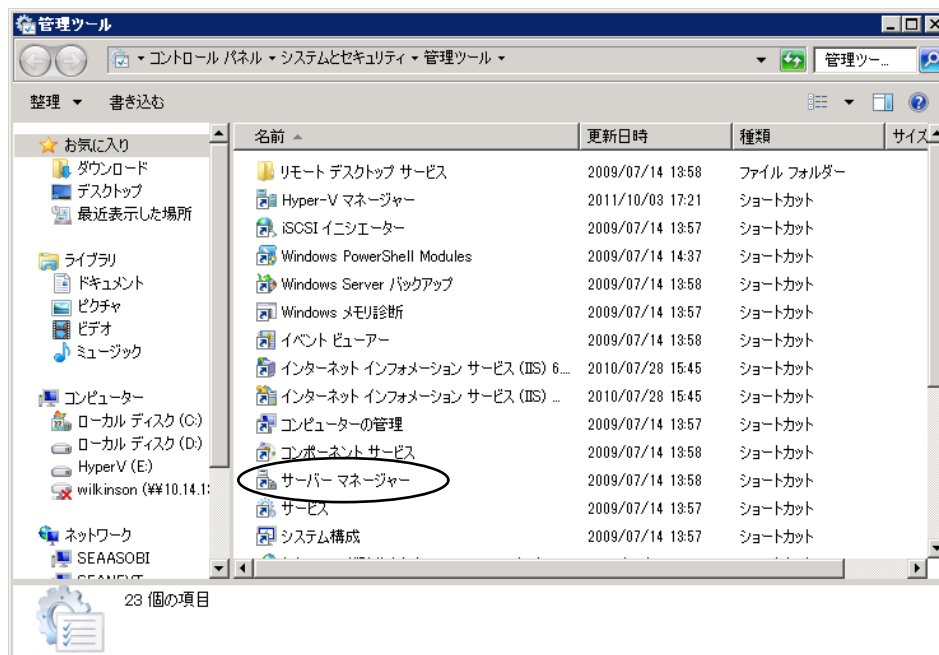 管理ツール
コントロール パネル システムとセキュリティ 管理ツール
管理ツー...
整理 書き込む
お気に入り
ダウンロード
デスクトップ
最近表示した場所
ライブラリ
ドキュメント
ピクチャ
ビデオ
ミュージック
コンピューター
ローカル ディスク (C:)
ローカル ディスク (D:)
HyperV (E:)
wilkinson (¥¥10.14.1
ネットワーク
SEAASOBI
名前 更新日時 種類 サイズ
リモート デスクトップ サービス 2009/07/14 13:58 ファイル フォルダー
Hyper-V マネージャー 2011/10/03 17:21 ショートカット
iSCSI イニシエーター 2009/07/14 13:57 ショートカット
Windows PowerShell Modules 2009/07/14 14:37 ショートカット
Windows Server バックアップ 2009/07/14 13:58 ショートカット
Windows メモリ診断 2009/07/14 13:57 ショートカット
イベント ビューアー 2009/07/14 13:58 ショートカット
インターネット インフォメーション サービス (IIS) 6... 2010/07/28 15:45 ショートカット
インターネット インフォメーション サービス (IIS) ... 2010/07/28 15:45 ショートカット
コンピューターの管理 2009/07/14 13:57 ショートカット
コンポーネント サービス 2009/07/14 13:58 ショートカット
サーバー マネージャー 2009/07/14 13:58 ショートカット
サービス 2009/07/14 13:57 ショートカット
システム構成 2009/07/14 13:57 ショートカット
23 個の項目